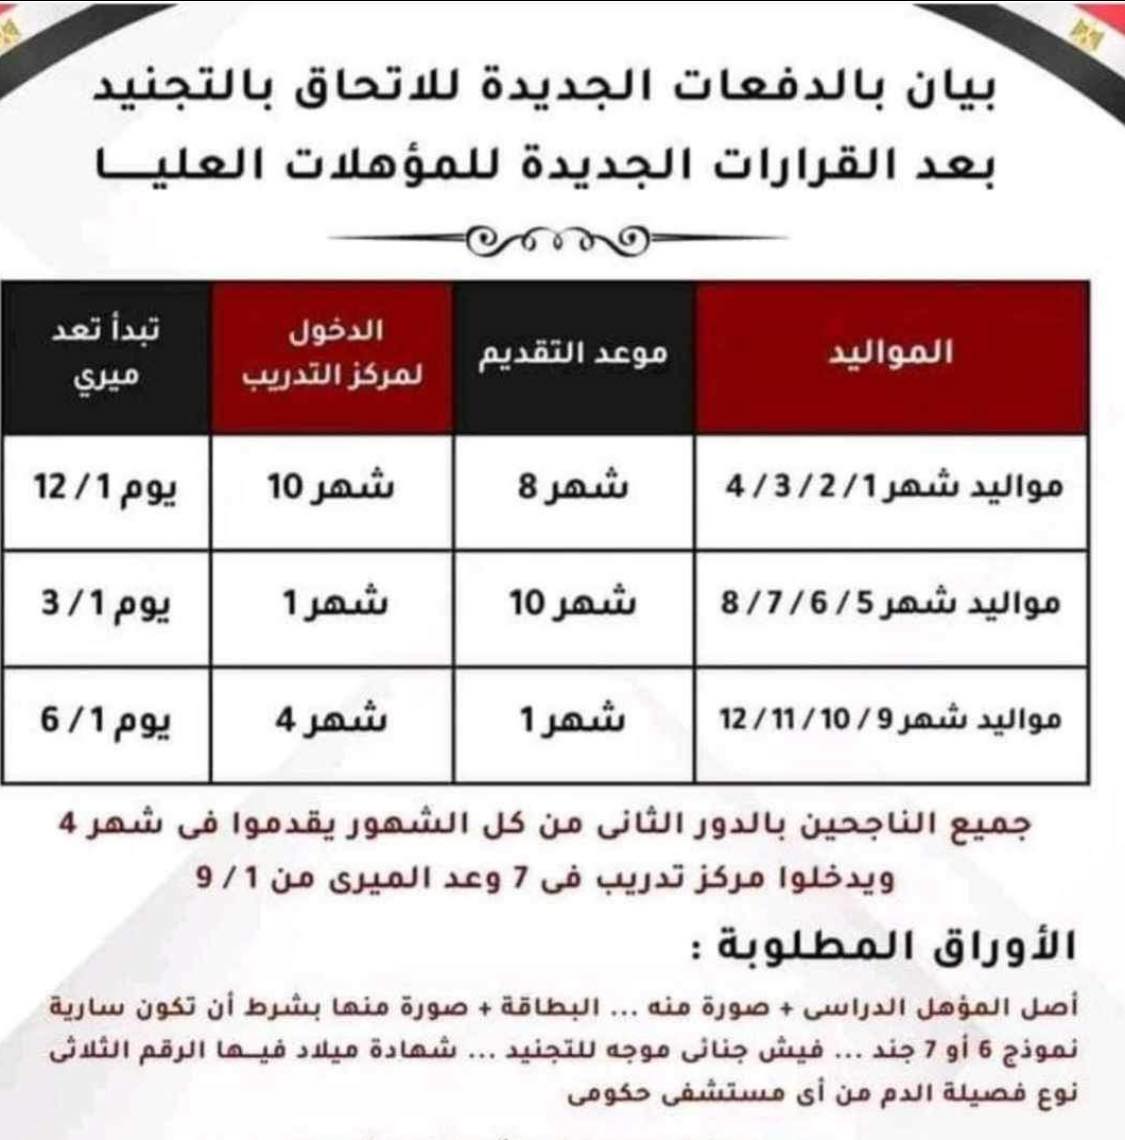 بيان بالدفعات الجديدة للاتحاق بالتجنيد
بعد القرارات الجديدة للمؤهلات العليـــا
المواليد
موعد التقديم
الدخول
لمركز التدريب
تبدأ تعد
ميري
مواليد شهر 1 / 2 / 3 / 4
شهر 8
شهر 10
يوم 1 / 12
مواليد شهر 5 / 6 / 7 / 8
شهر 10
شهر 1
يوم 1 / 3
مواليد شهر 9 / 10 / 11 / 12
شهر 1
شهر 4
يوم 1 / 6
جميع الناجحين بالدور الثانى من كل الشهور يقدموا فى شهر 4
ويدخلوا مركز تدريب فى 7 وعد الميرى من 1 / 9
الأوراق المطلوبة :
أصل المؤهل الدراسى + صورة منه ... البطاقة + صورة منها بشرط أن تكون سارية
نموذج 6 أو 7 جند ... فيش جنائى موجه للتجنيد ... شهادة ميلاد فيـها الرقم الثلاثى
نوع فصيلة الدم من أى مستشفى حكومى